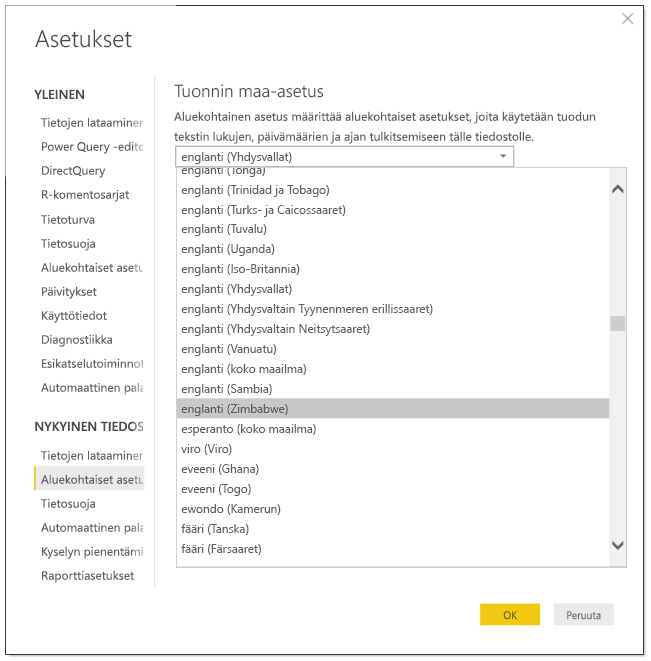 Asetukset
YLEINEN
Tietojen lataaminen
Power Query -edito
DirectQuery
R-komentosarjat
Tietoturva
Tietosuoja
Aluekohtaiset asetu
Päivitykset
Käyttötiedot
Diagnostiikka
Esikatselutoiminnot
Automaattinen pala
NYKYINEN TIEDOS
Tietojen lataaminen
Aluekohtaiset asetu
Tietosuoja
Automaattinen pala
Kyselyn pienentämi
Raporttiasetukset
Tuonnin maa-asetus
Aluekohtainen asetus määrittää aluekohtaiset asetukset, joita käytetään tuodun
tekstin lukujen, päivämäärien ja ajan tulkitsemiseen tälle tiedostolle.
englanti (Yhdysvallat)
englanti (Tonga)
englanti (Trinidad ja Tobago)
englanti (Turks- ja Caicossaaret)
englanti (Tuvalu)
englanti (Uganda)
englanti (Iso-Britannia)
englanti (Yhdysvallat)
englanti (Yhdysvaltain Tyynenmeren erillissaaret)
englanti (Yhdysvaltain Neitsytsaaret)
englanti (Vanuatu)
englanti (koko maailma)
englanti (Sambia)
englanti (Zimbabwe)
esperanto (koko maailma)
viro (Viro)
eveeni (Ghana)
eveeni (Togo)
ewondo (Kamerun)
fääri (Tanska)
fääri (Färsaaret)
OK
Peruuta